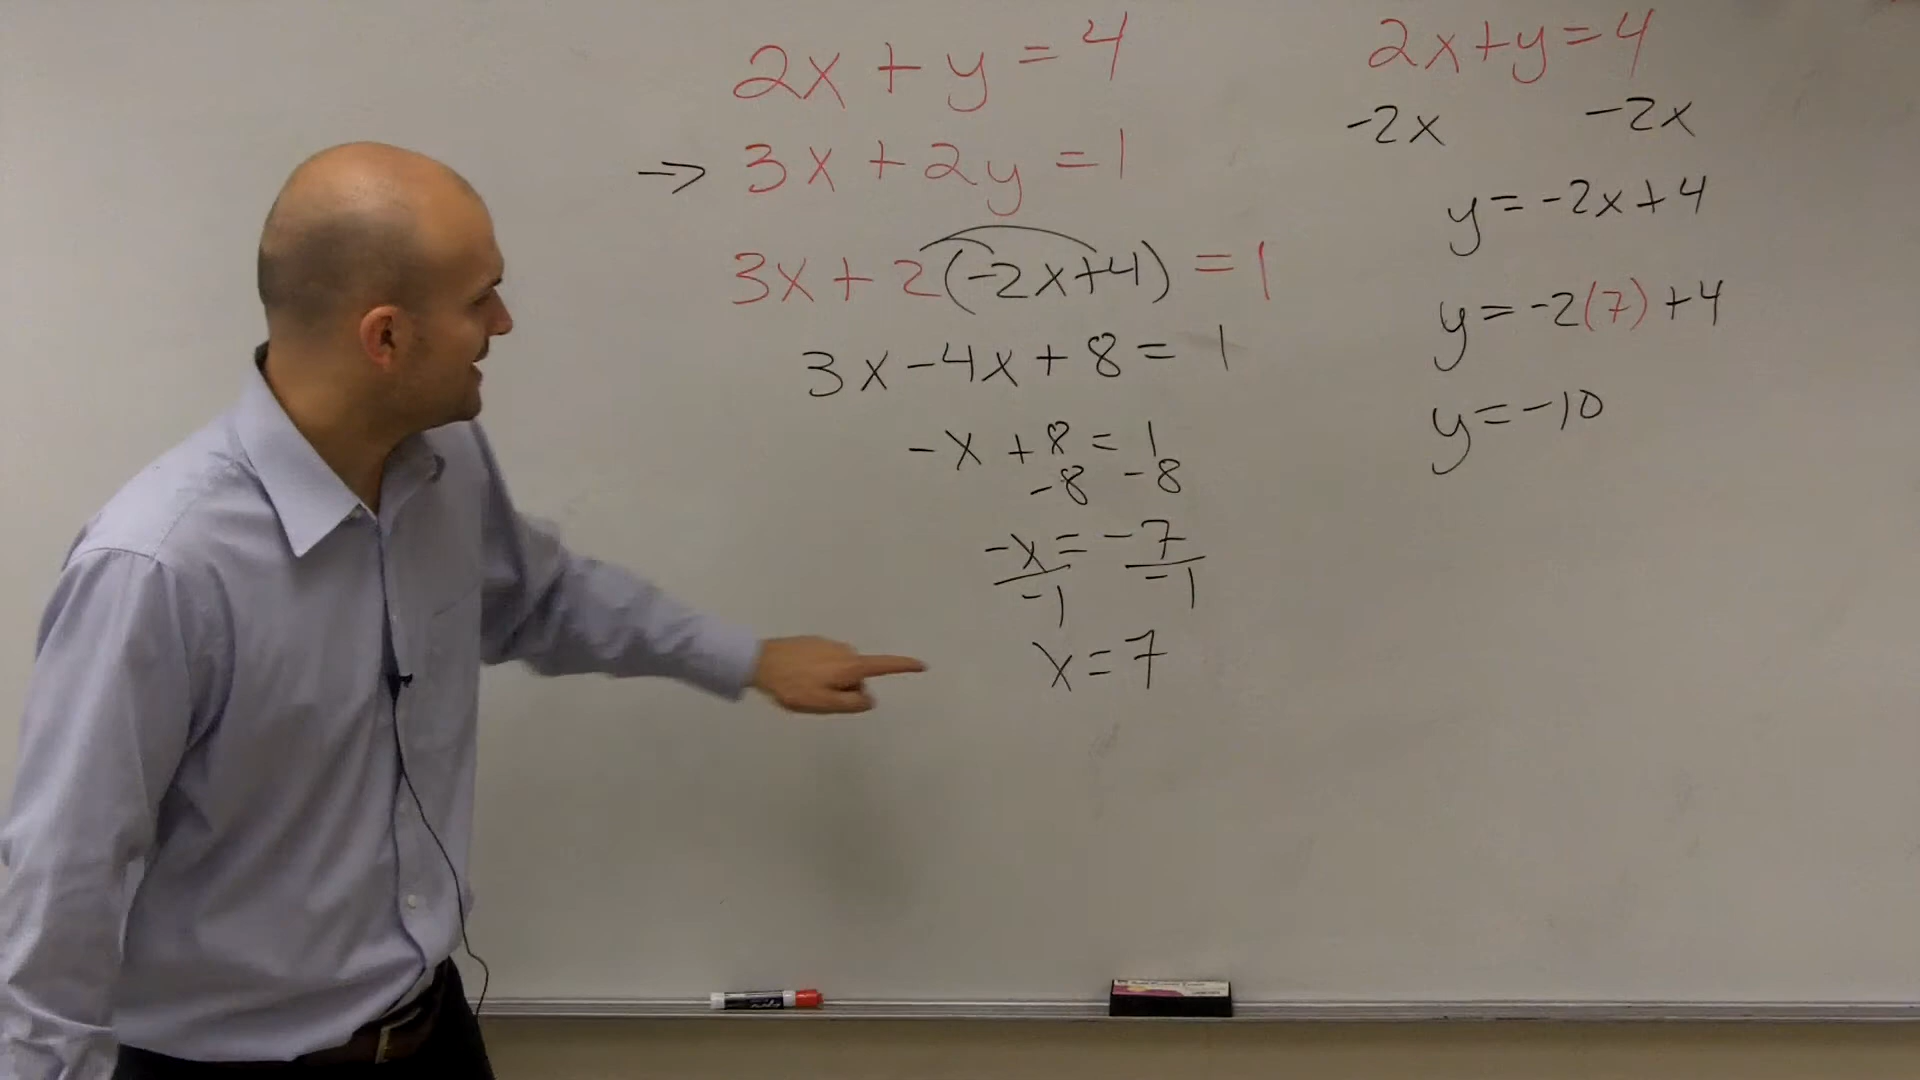 2x + y = 4
→ 3x + 2y = 1
3x + 2(-2x+4) = 1
3x - 4x + 8 = 1
-x + 8 = 1
-8 -8
-x = -7
-1 -1
x = 7
2x+y=4
-2x -2x
y = -2x+4
y = -2(7) +4
y = -10